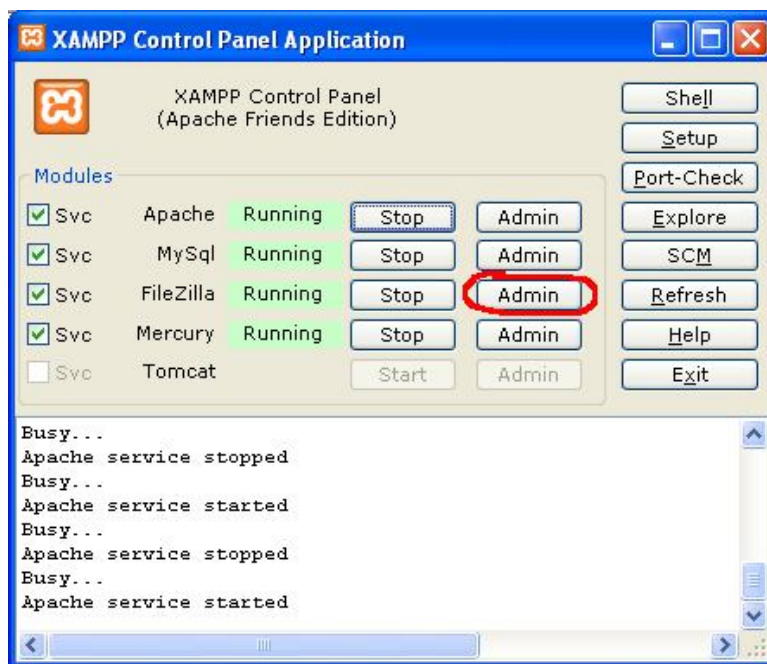 XAMPP Control Panel Application
XAMPP Control Panel
(Apache Friends Edition)
Shell
Setup
Port-Check
Explore
SCM
Refresh
Help
Exit
Modules
Svc Apache Running Stop Admin
Svc MySql Running Stop Admin
Svc FileZilla Running Stop Admin
Svc Mercury Running Stop Admin
Svc Tomcat Start Admin
Busy...
Apache service stopped
Busy...
Apache service started
Busy...
Apache service stopped
Busy...
Apache service started